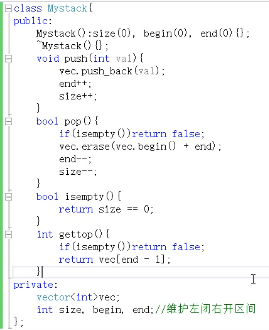 class Mystack{
public:
    Mystack():size(0), begin(0), end(0){};
    ~Mystack(){};
    void push(int val){
        vec.push_back(val);
        end++;
        size++;
    }
    bool pop(){
        if(isempty())return false;
        vec.erase(vec.begin() + end);
        end--;
        size--;
    }
    bool isempty(){
        return size == 0;
    }
    int gettop(){
        if(isempty())return false;
        return vec[end - 1];
    }
private:
    vector<int>vec;
    int size, begin, end;//维护左闭右开区间
};